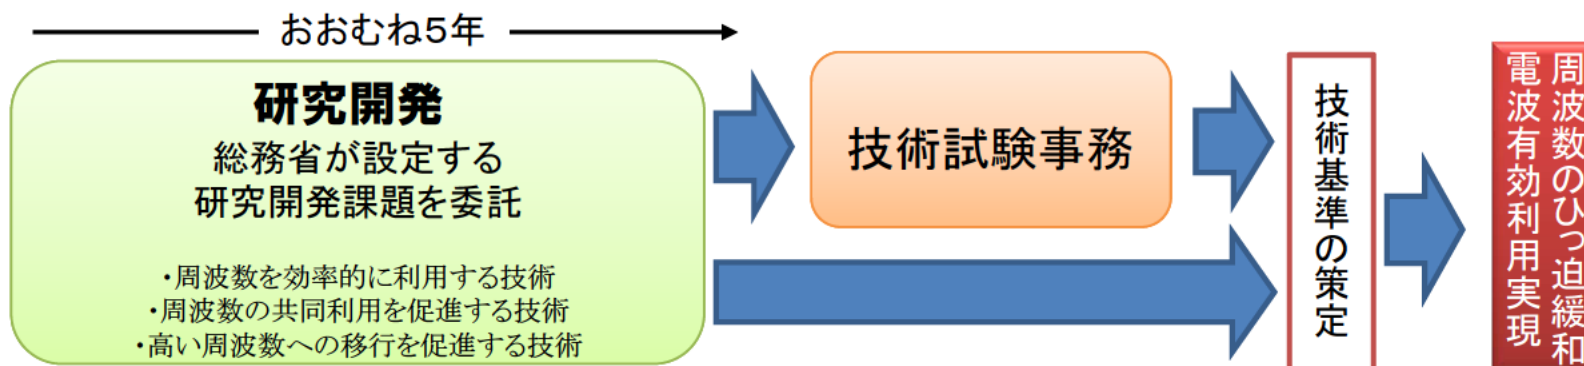 おおむね5年
研究開発
総務省が設定する
研究開発課題を委託
・周波数を効率的に利用する技術
・周波数の共同利用を促進する技術
・高い周波数への移行を促進する技術
技術試験事務
技術基準の策定
周波数のひっ迫緩和
電波有効利用実現